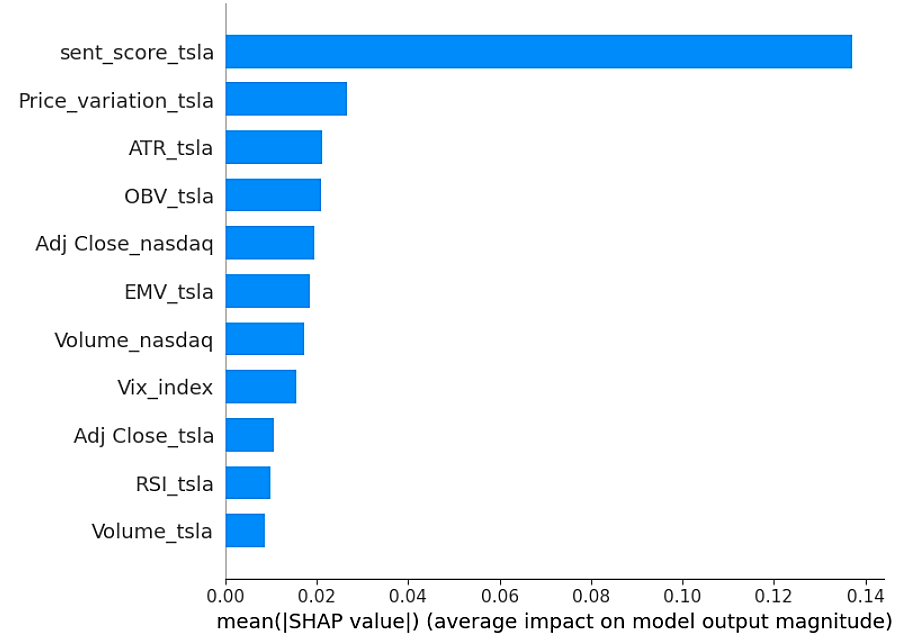 sent_score_tsla
Price_variation_tsla
ATR_tsla
OBV_tsla
Adj Close_nasdaq
EMV_tsla
Volume_nasdaq
Vix_index
Adj Close_tsla
RSI_tsla
Volume_tsla
0.00 0.02 0.04 0.06 0.08 0.10 0.12 0.14
mean(|SHAP value|) (average impact on model output magnitude)